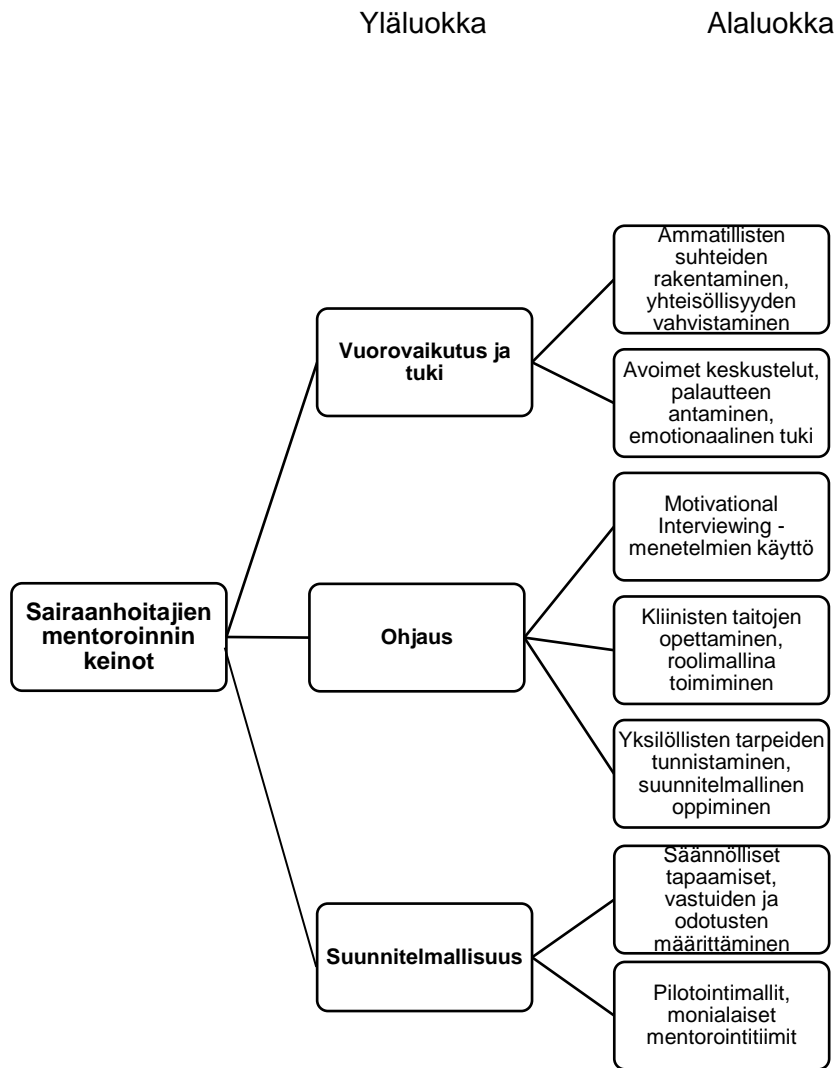 Yläluokka
Alaluokka
Sairaanhoitajien
mentoroinnin
keinot
Vuorovaikutus ja
tuki
Ammatillisten
suhteiden
rakentaminen,
yhteisöllisyyden
vahvistaminen
Avoimet keskustelut,
palautteen
antaminen,
emotionaalinen tuki
Ohjaus
Motivational
Interviewing -
menetelmien käyttö
Kliinisten taitojen
opettaminen,
roolimallina
toimiminen
Yksilöllisten tarpeiden
tunnistaminen,
suunnitelmallinen
oppiminen
Suunnitelmallisuus
Säännölliset
tapaamiset,
vastuiden ja
odotusten
määrittäminen
Pilotointimallit,
monialaiset
mentorointitiimit